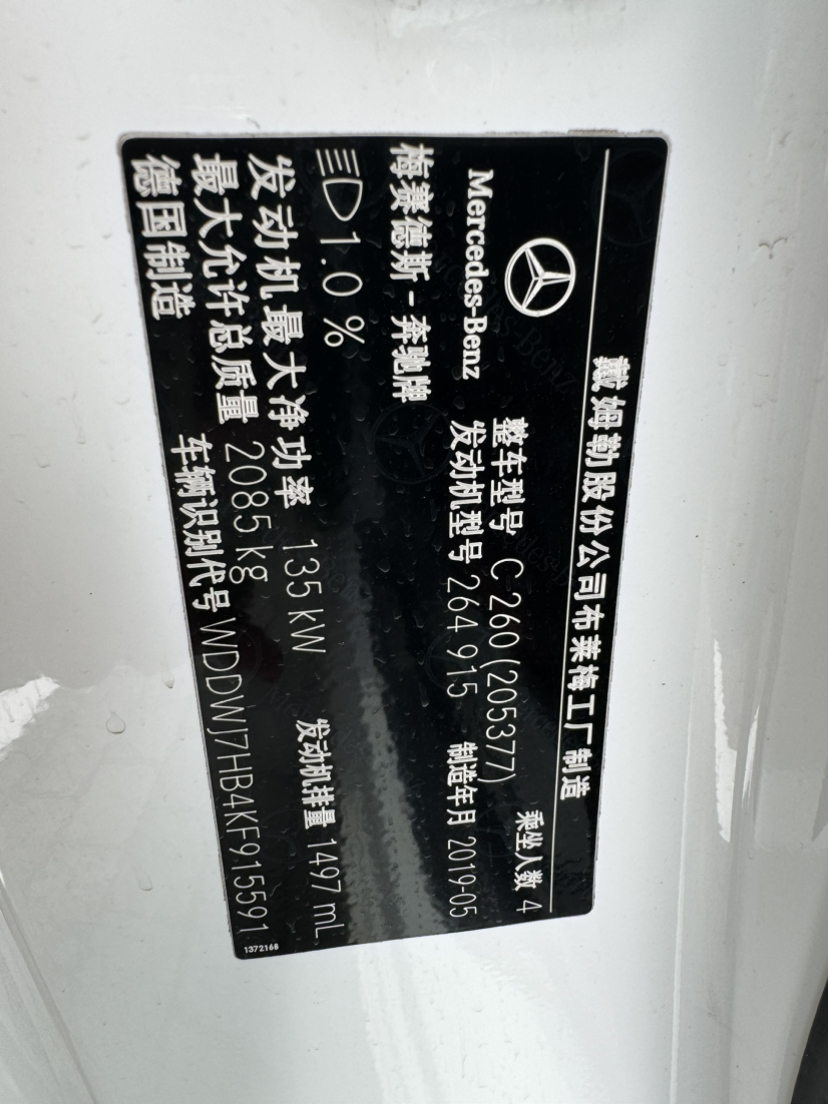 戴姆勒股份公司布莱梅工厂制造
乘坐人数 4
Mercedes-Benz
整车型号 C 260 (205377)
梅赛德斯-奔驰牌
发动机型号 264 915
制造年月 2019-05
1.0 %
发动机最大净功率 135 kW
发动机排量 1497 mL
最大允许总质量 2085 kg
德国制造
车辆识别代号 WDDWJ7HB4KF915591
1372168